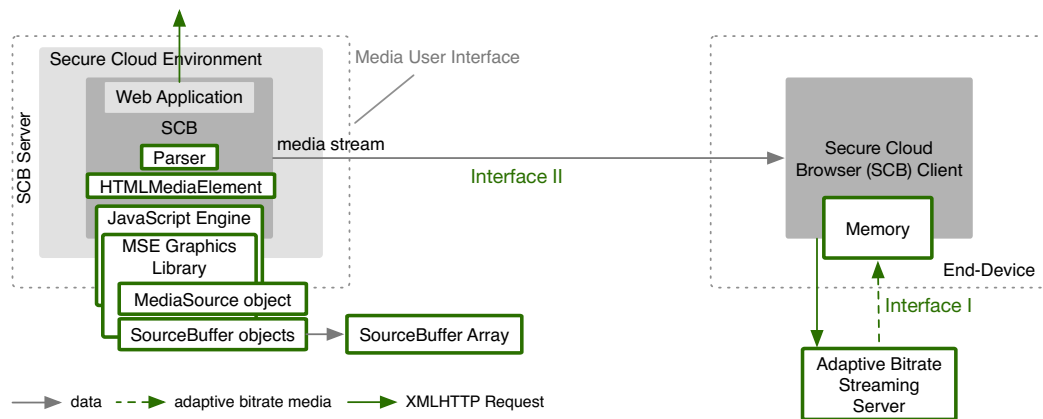 Secure Cloud Environment
Media User Interface
Web Application
SCB
SCB Server
media stream
Parser
HTMLMediaElement
Interface II
Secure Cloud
Browser (SCB) Client
JavaScript Engine
MSE Graphics
Library
Memory
End-Device
MediaSource object
Interface I
SourceBuffer objects
SourceBuffer Array
Adaptive Bitrate
Streaming
Server
data
adaptive bitrate media
XMLHTTP Request